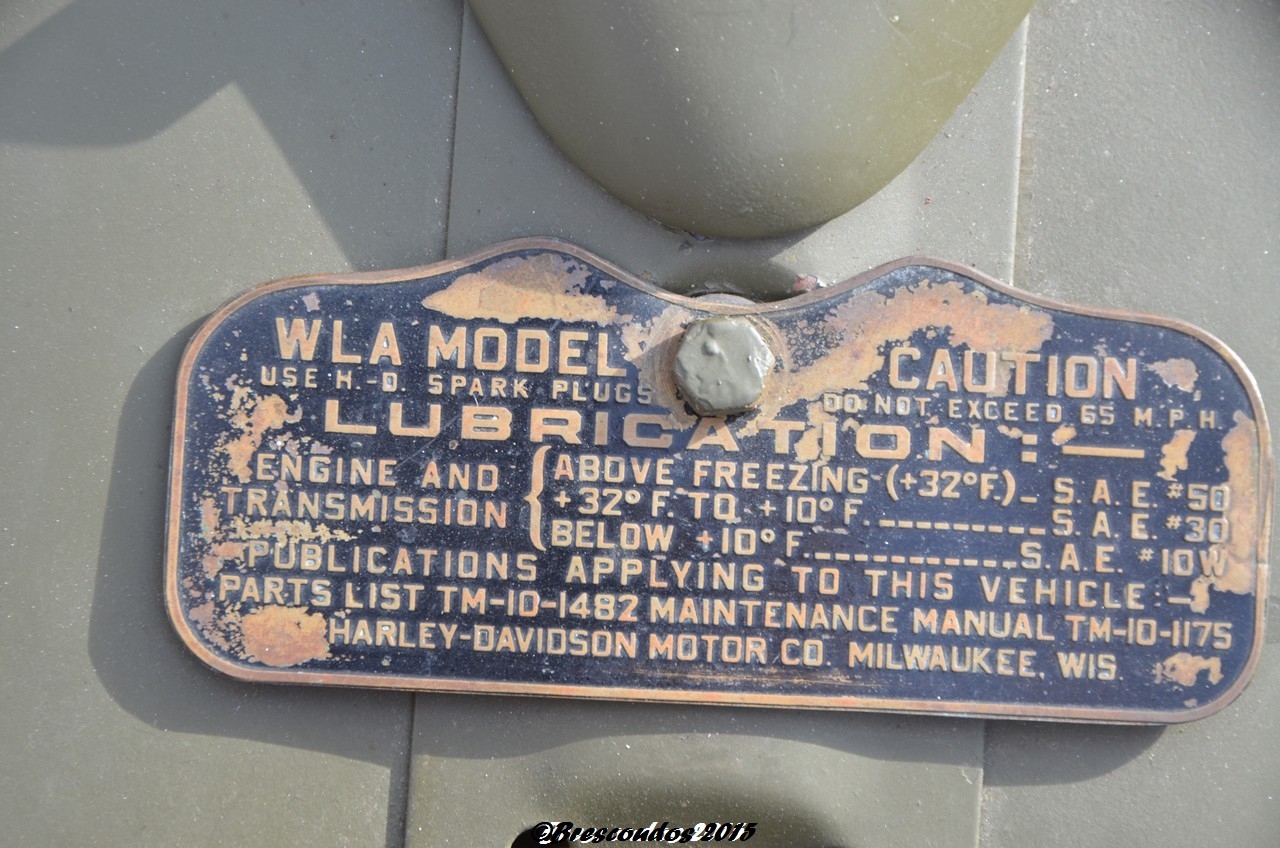 WLA MODEL
USE H.-D. SPARK PLUGS
CAUTION
DO NOT EXCEED 65 M.P.H.
LUBRICATION:—
ENGINE AND
TRANSMISSION
ABOVE FREEZING (+32°F.)- S.A.E. #50
+32° F. TO +10° F.---------- S.A.E. #30
BELOW +10° F.------------ S.A.E. #10W
PUBLICATIONS APPLYING TO THIS VEHICLE:—
PARTS LIST TM-10-1482 MAINTENANCE MANUAL TM-10-1175
HARLEY-DAVIDSON MOTOR CO. MILWAUKEE, WIS.
©Brescoudos 2015